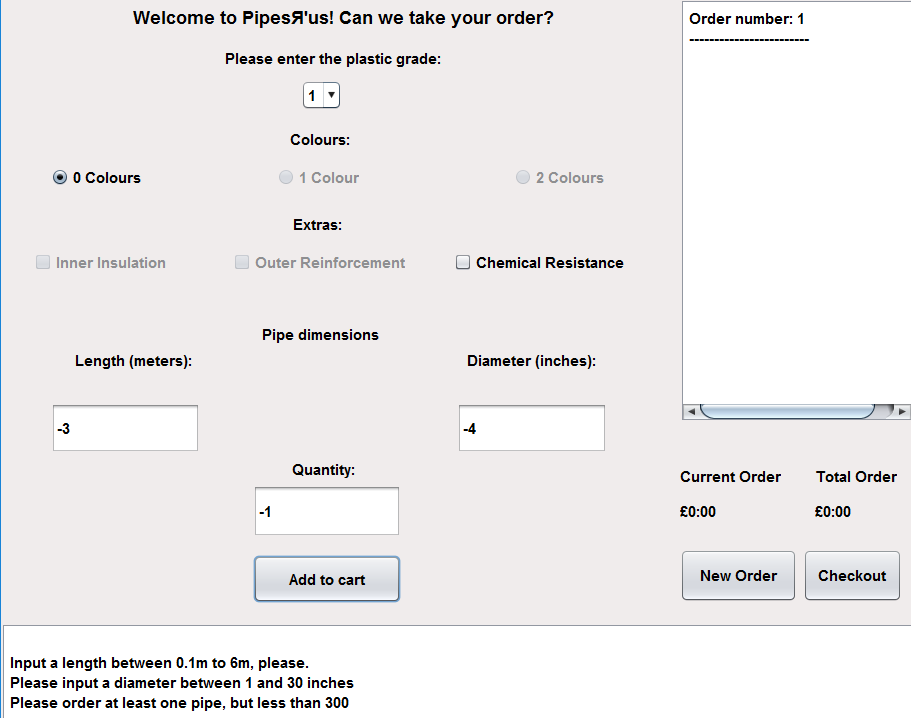 Welcome to PipesЯ'us! Can we take your order?
Please enter the plastic grade:
1
Colours:
0 Colours 1 Colour 2 Colours
Extras:
Inner Insulation Outer Reinforcement Chemical Resistance
Pipe dimensions
Length (meters): Diameter (inches):
-3 -4
Quantity:
-1
Add to cart
Order number: 1
------------------------
Current Order Total Order
£0:00 £0:00
New Order Checkout
Input a length between 0.1m to 6m, please.
Please input a diameter between 1 and 30 inches
Please order at least one pipe, but less than 300